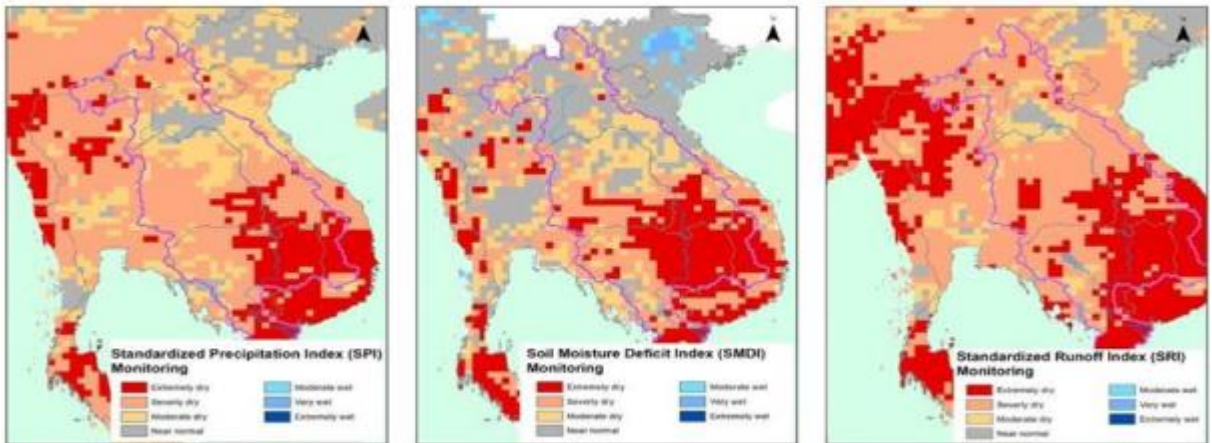 Standardized Precipitation Index (SPI)
Monitoring
Extremely dry
Severly dry
Moderate dry
Near normal
Moderate wet
Very wet
Extremely wet
Soil Moisture Deficit Index (SMDI)
Monitoring
Extremely dry
Severly dry
Moderate dry
Near normal
Moderate wet
Very wet
Extremely wet
Standardized Runoff Index (SRI)
Monitoring
Extremely dry
Severly dry
Moderate dry
Near normal
Moderate wet
Very wet
Extremely wet